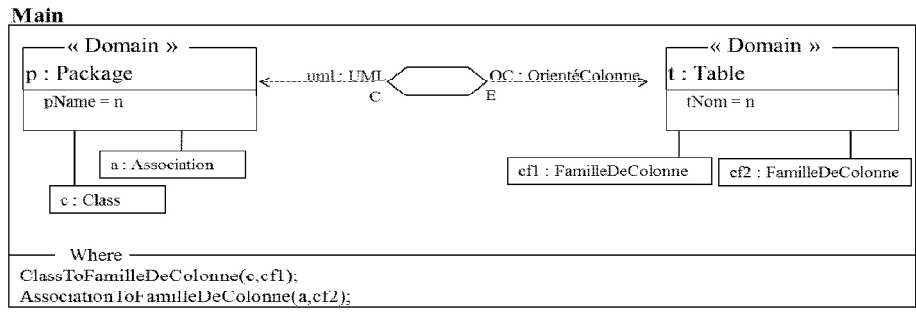 Main
« Domain »
« Domain »
p : Package
uml : UML
OC : OrientéColonne
t : Table
C
E
pName = n
tNom = n
a : Association
cf1 : FamilleDeColonne
cf2 : FamilleDeColonne
c : Class
Where
ClassToFamilleDeColonne(c,cf1);
AssociationToFamilleDeColonne(a,cf2);